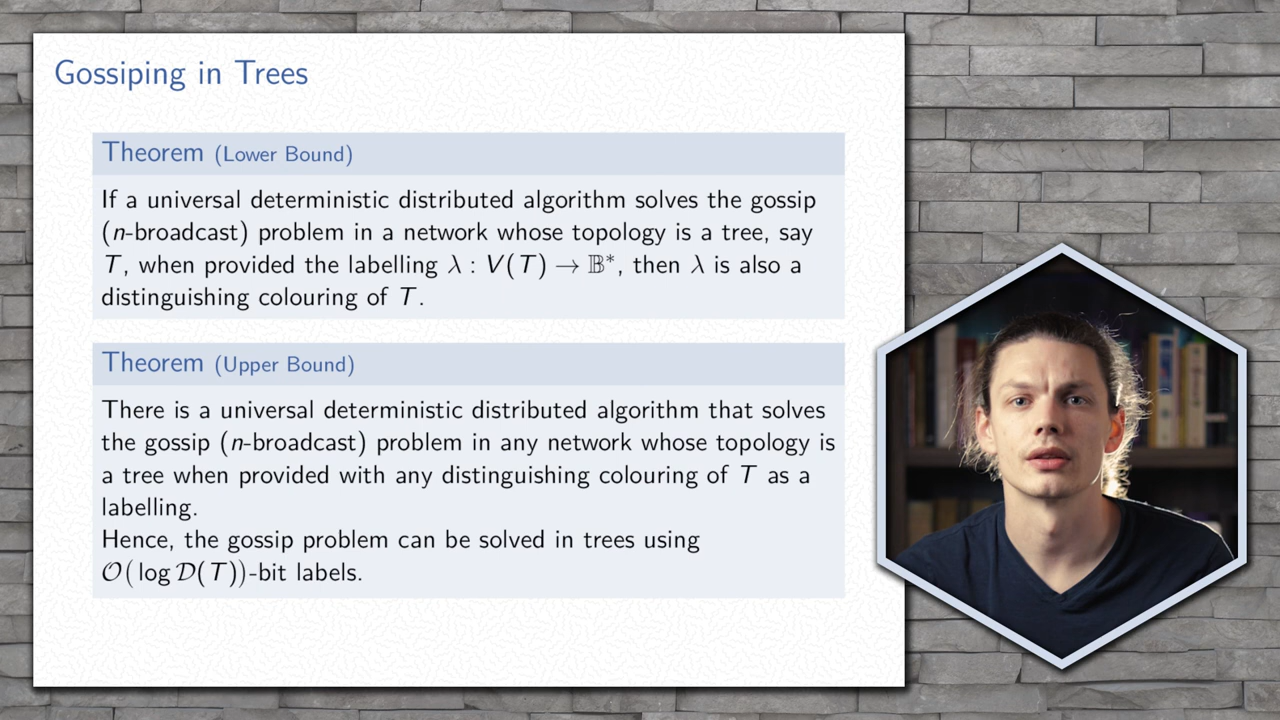 Gossiping in Trees
Theorem (Lower Bound)
If a universal deterministic distributed algorithm solves the gossip
(n-broadcast) problem in a network whose topology is a tree, say
T, when provided the labelling λ : V(T) → 𝔹*, then λ is also a
distinguishing colouring of T.
Theorem (Upper Bound)
There is a universal deterministic distributed algorithm that solves
the gossip (n-broadcast) problem in any network whose topology is
a tree when provided with any distinguishing colouring of T as a
labelling.
Hence, the gossip problem can be solved in trees using
𝒪(log 𝒟(T))-bit labels.